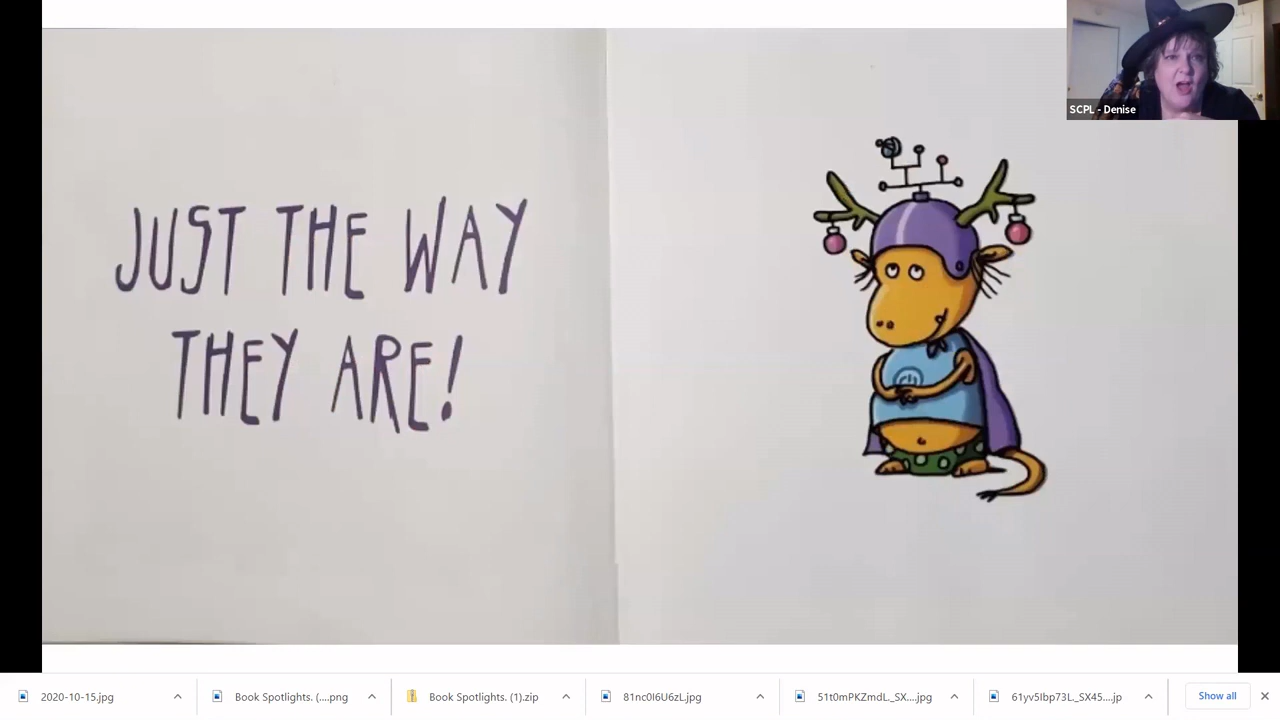 SCPL - Denise
JUST THE WAY
THEY ARE!
2020-10-15.jpg
Book Spotlights. (....png
Book Spotlights. (1).zip
81nc0I6U6zL.jpg
51t0mPKZmdL._SX....jpg
61yv5Ibp73L._SX45....jp
Show all